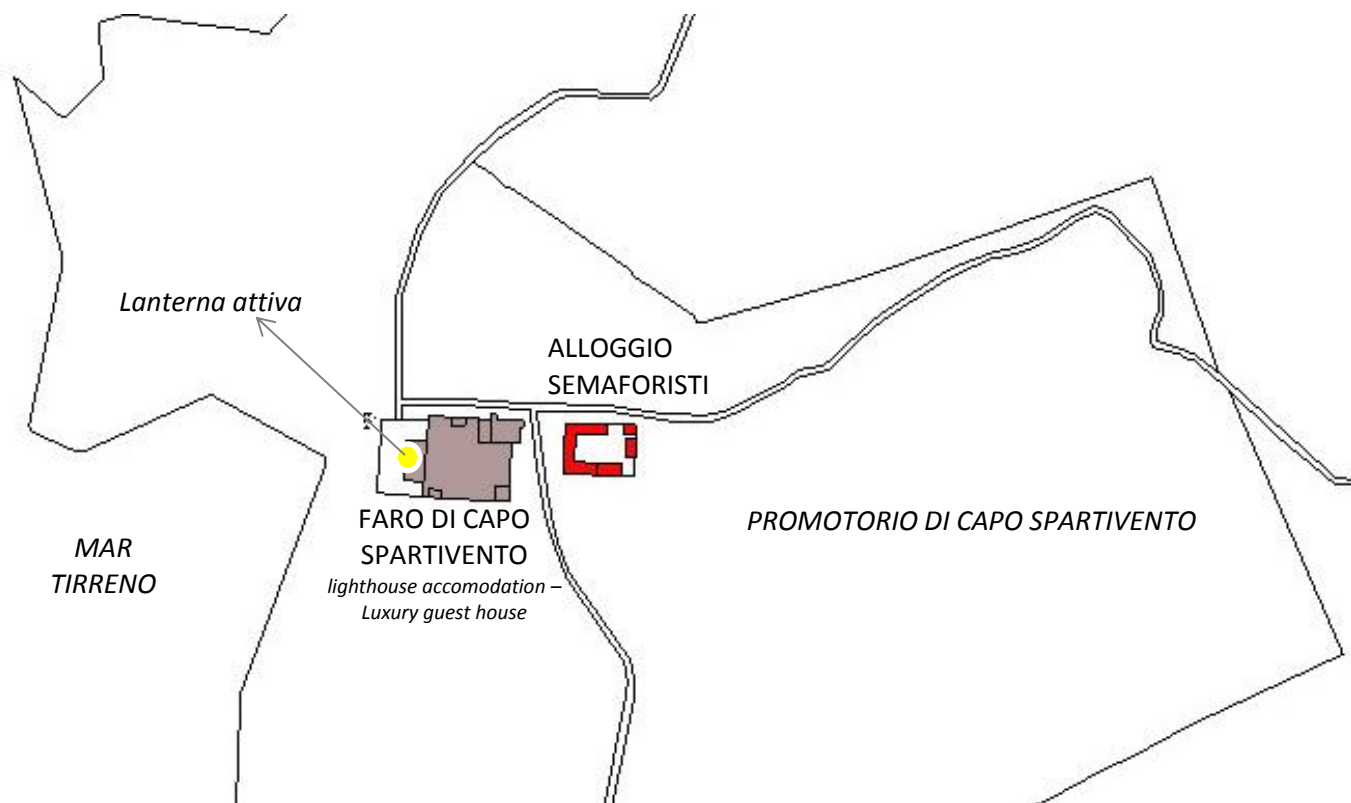 Lanterna attiva
ALLOGGIO
SEMAFORISTI
FARO DI CAPO
SPARTIVENTO
lighthouse accomodation –
Luxury guest house
PROMOTORIO DI CAPO SPARTIVENTO
MAR
TIRRENO